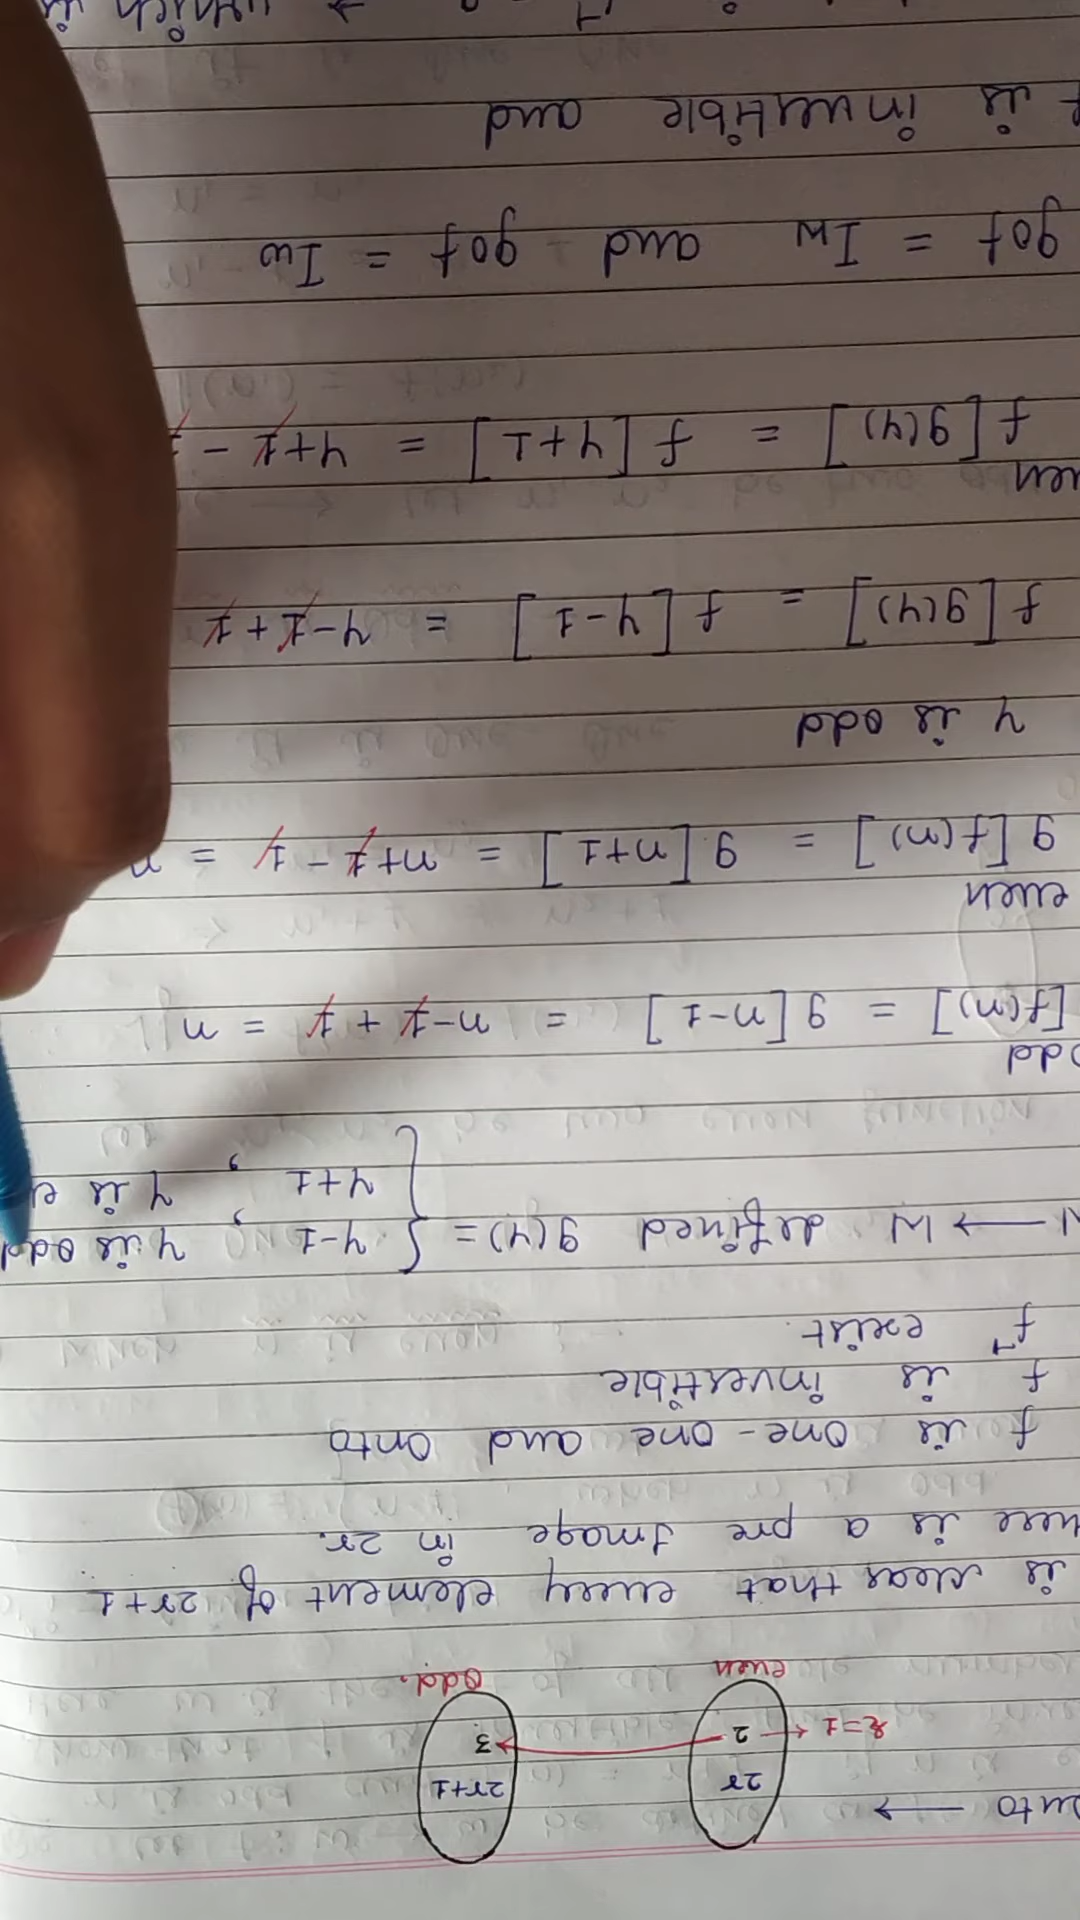 onto →
2r 2r+1
r=1 ← 2 → 3
even odd.
is clear that every element of 2r+1
there is a pre Image in 2r.
f is one-one and onto
f is invertible
f⁻¹ exist.
→ W defined g(y) = { y-1 , y is odd
y+1 , y is
odd
[f(n)] = g[n-1] = n-1+1 = n
even
g[f(n)] = g[n+1] = n+1-1 = n
y is odd
f[g(y)] = f[y-1] = y-1+1
f[g(y)] = f[y+1] = y+1-
gof = Iw and gof = Iw
f is invertible and
which is